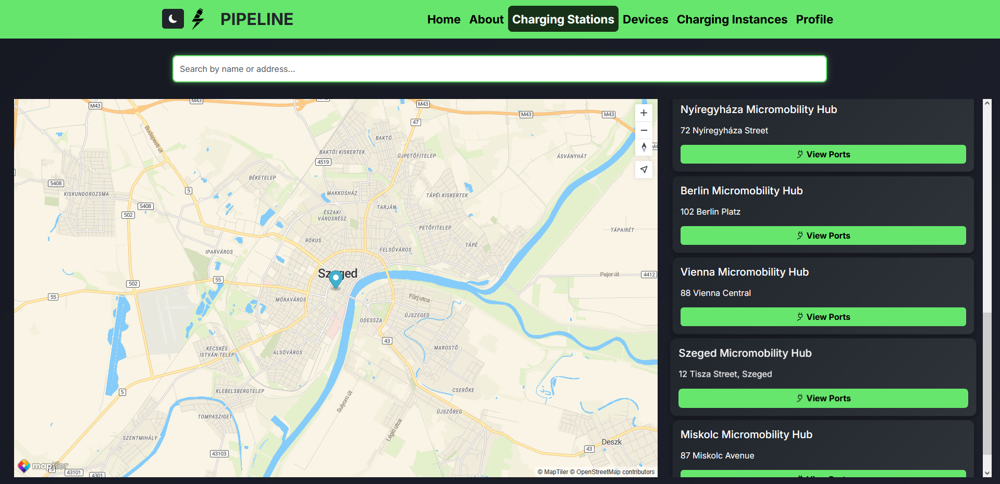 PIPELINE
Home
About
Charging Stations
Devices
Charging Instances
Profile
Search by name or address...
M43
M43
M43
M43
M43
47
Budapesti út
BAKTÓ
BAKTÓI KISKERTEK
ÚJPETŐFITELEP
ÁSVÁNYHÁT
4519
BÉKETELEP
5408
5
KISKUNDOROZSMA
MAKKOSHÁZ
TÁPÉI KISKERTEK
5408
TARJÁN
502
ÉSZAKI
VÁROSRÉSZ
PETŐFITELEP
TÁPAIRÉT
RÓKUS
TÁPÉ
IPARVÁROS
FELSŐVÁROS
Szeged
Pajor út
4412
55
502
55
MÓRAVÁROS
Fürj utca
ÚJSZEGED
ODESSZA
43
KECSKÉS
ISTVÁN-TELEP
MAROSTŐ
ALSÓVÁROS
5
KLEBELSBERGTELEP
CSERŐKE
Sulyom út
ÚJSZŐREG
TOMPASZIGET
Légló utca
SZENTMIHÁLY
Deszk
43
43103
maptiler
5
43101
4301
© MapTiler © OpenStreetMap contributors
Nyíregyháza Micromobility Hub
72 Nyíregyháza Street
View Ports
Berlin Micromobility Hub
102 Berlin Platz
View Ports
Vienna Micromobility Hub
88 Vienna Central
View Ports
Szeged Micromobility Hub
12 Tisza Street, Szeged
View Ports
Miskolc Micromobility Hub
87 Miskolc Avenue